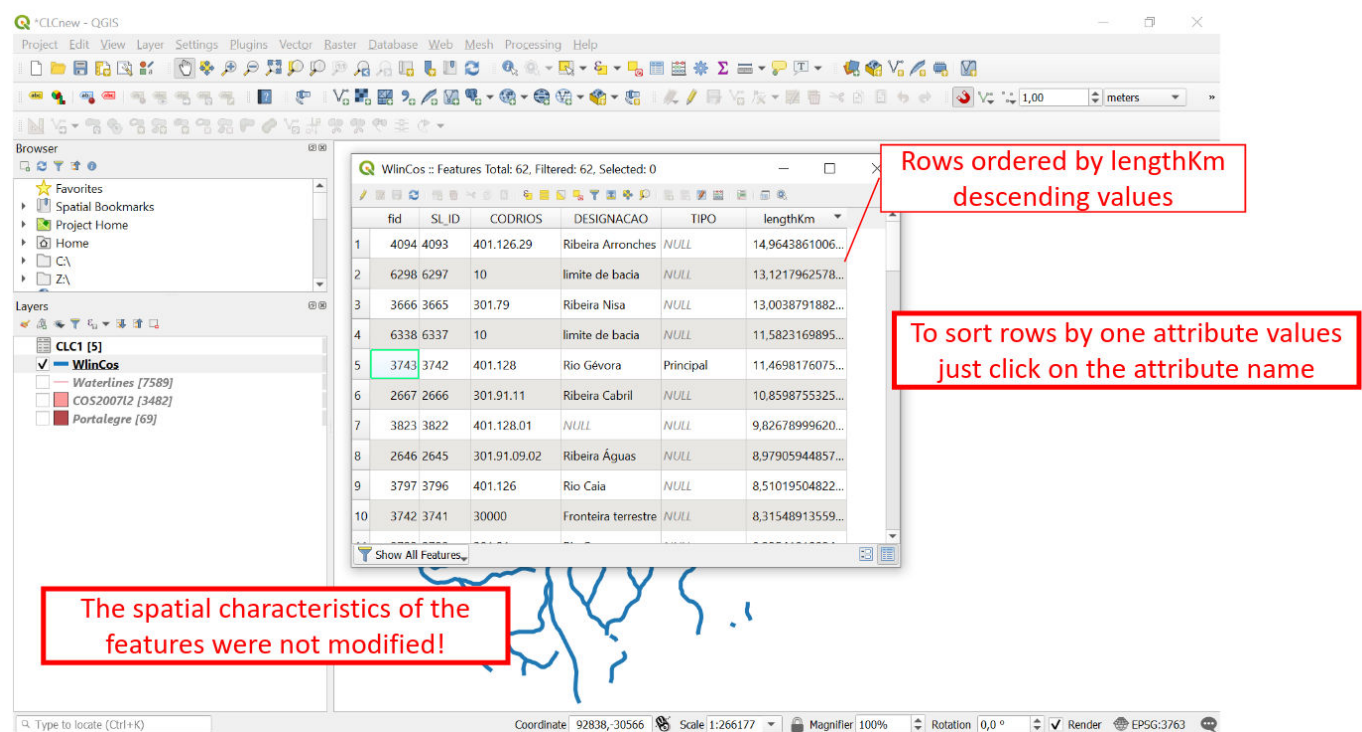 *CLCnew - QGIS
Project Edit View Layer Settings Plugins Vector Raster Database Web Mesh Processing Help
1,00 meters
Browser
Favorites
Spatial Bookmarks
Project Home
Home
C:\
Z:\
Layers
CLC1 [5]
WlinCos
Waterlines [7589]
COS2007l2 [3482]
Portalegre [69]
WlinCos :: Features Total: 62, Filtered: 62, Selected: 0
fid SL_ID CODRIOS DESIGNACAO TIPO lengthKm
1 4094 4093 401.126.29 Ribeira Arronches NULL 14,9643861006...
2 6298 6297 10 limite de bacia NULL 13,1217962578...
3 3666 3665 301.79 Ribeira Nisa NULL 13,0038791882...
4 6338 6337 10 limite de bacia NULL 11,5823169895...
5 3743 3742 401.128 Rio Gévora Principal 11,4698176075...
6 2667 2666 301.91.11 Ribeira Cabril NULL 10,8598755325...
7 3823 3822 401.128.01 NULL NULL 9,82678999620...
8 2646 2645 301.91.09.02 Ribeira Águas NULL 8,97905944857...
9 3797 3796 401.126 Rio Caia NULL 8,51019504822...
10 3742 3741 30000 Fronteira terrestre NULL 8,31548913559...
Show All Features
Rows ordered by lengthKm
descending values
To sort rows by one attribute values
just click on the attribute name
The spatial characteristics of the
features were not modified!
Type to locate (Ctrl+K)
Coordinate 92838,-30566 Scale 1:266177 Magnifier 100% Rotation 0,0 ° Render EPSG:3763